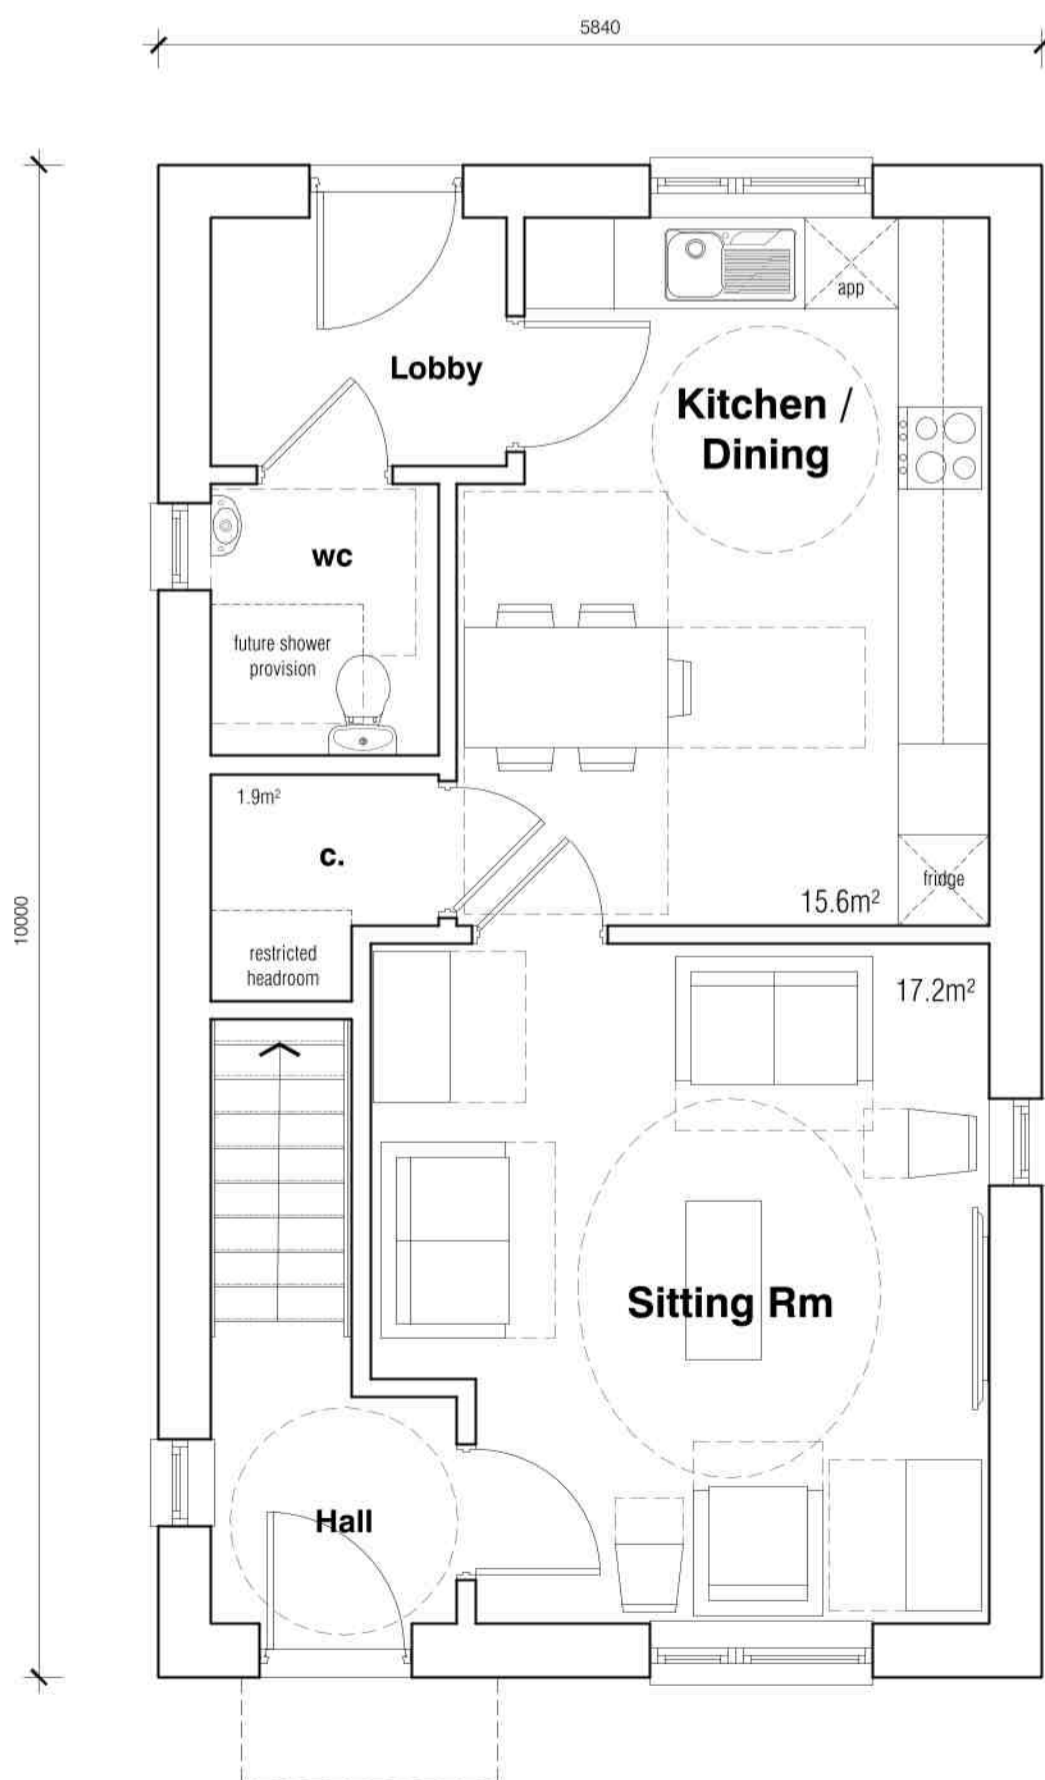 5840
10000
app
Lobby
Kitchen /
Dining
wc
future shower
provision
1.9m²
c.
restricted
headroom
15.6m²
fridge
17.2m²
Sitting Rm
Hall